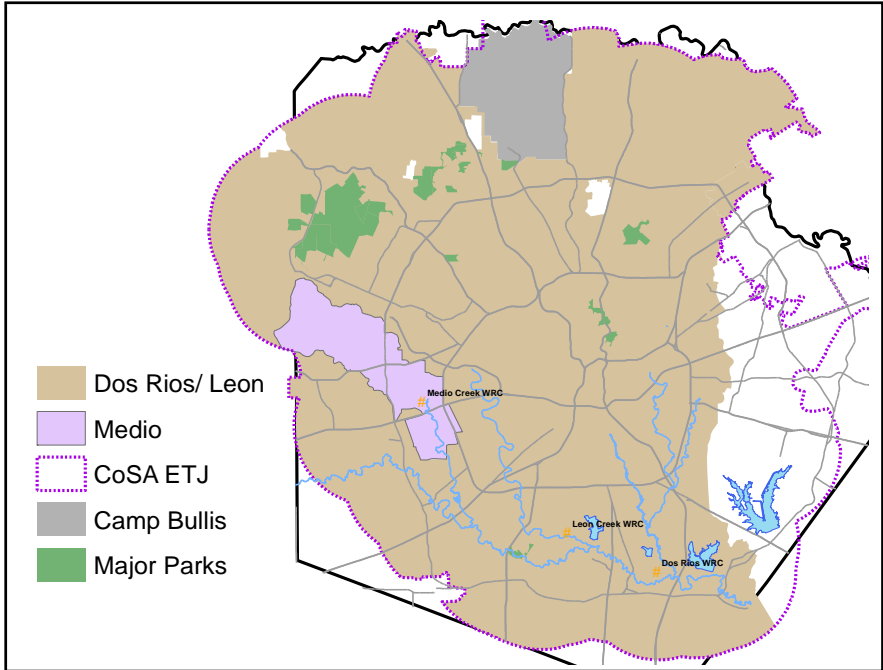 Dos Rios/ Leon
Medio
CoSA ETJ
Camp Bullis
Major Parks
# Medio Creek WRC
# Leon Creek WRC
# Dos Rios WRC